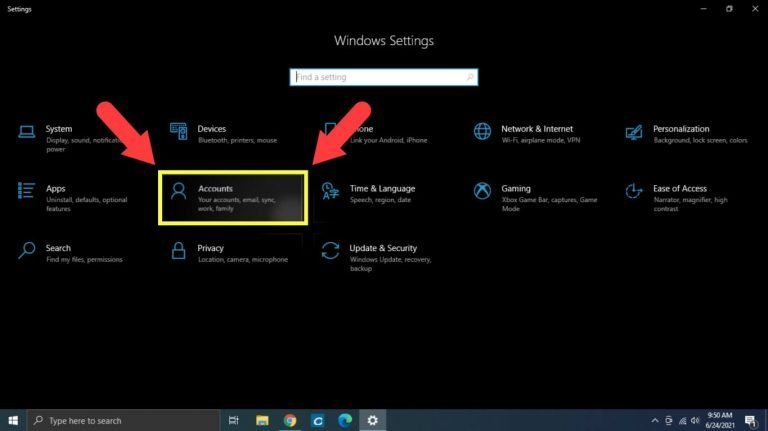 Settings
Windows Settings
Find a setting
System
Display, sound, notifications,
power
Devices
Bluetooth, printers, mouse
Link your Android, iPhone
Network & Internet
Wi-Fi, airplane mode, VPN
Personalization
Background, lock screen, colors
Apps
Uninstall, defaults, optional
features
Accounts
Your accounts, email, sync,
work, family
Time & Language
Speech, region, date
Gaming
Xbox Game Bar, captures, Game
Mode
Ease of Access
Narrator, magnifier, high
contrast
Search
Find my files, permissions
Privacy
Location, camera, microphone
Update & Security
Windows Update, recovery,
backup
Type here to search
9:50 AM
6/24/2021